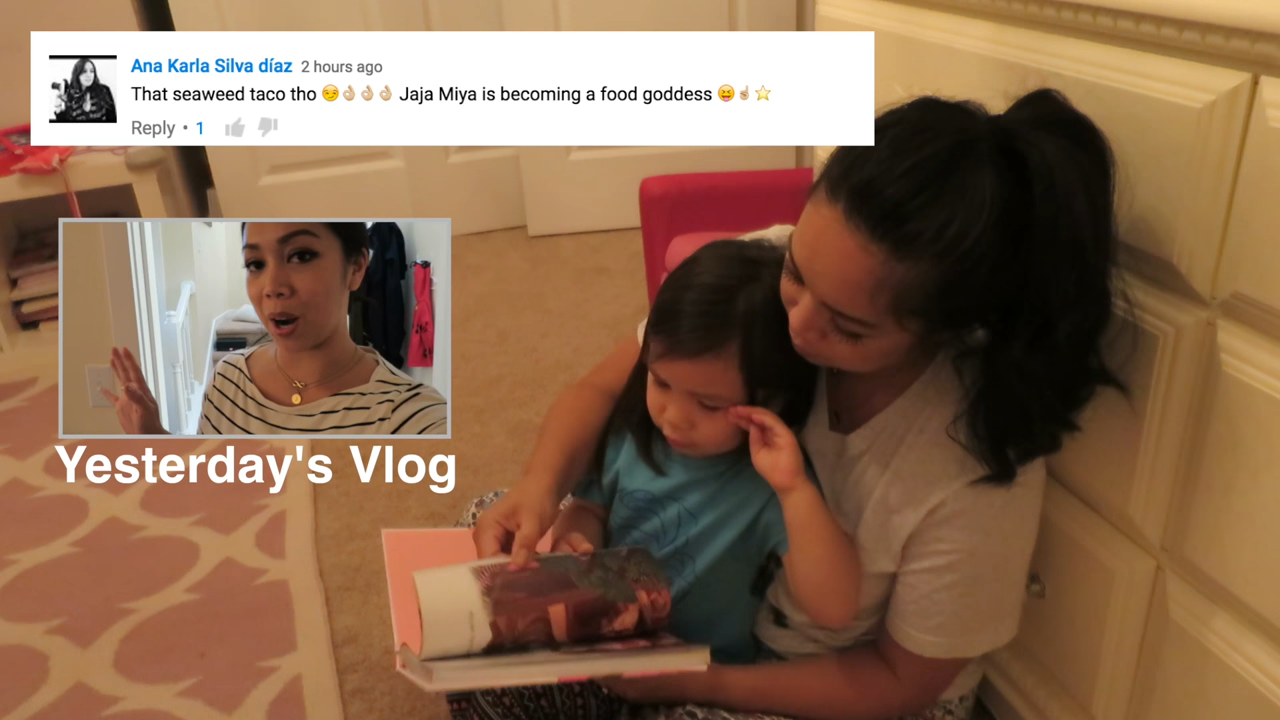 Ana Karla Silva díaz 2 hours ago
That seaweed taco tho 😏👌🏼👌🏼👌🏼 Jaja Miya is becoming a food goddess 😝☝🏼⭐
Reply • 1
Yesterday's Vlog